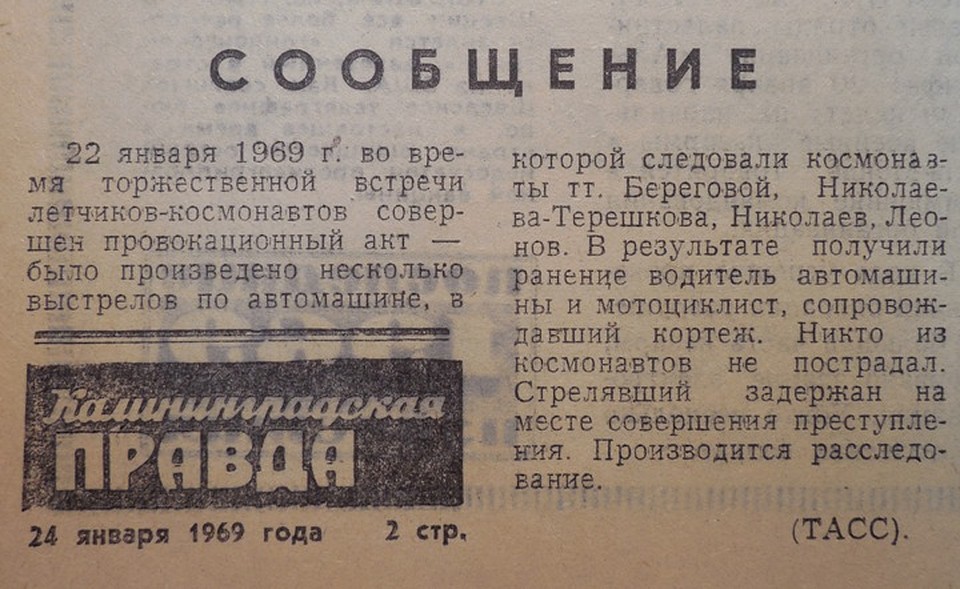 СООБЩЕНИЕ
22 января 1969 г. во вре-
мя торжественной встречи
летчиков-космонавтов совер-
шен провокационный акт —
было произведено несколько
выстрелов по автомашине, в
которой следовали космонав-
ты тт. Береговой, Николае-
ва-Терешкова, Николаев, Лео-
нов. В результате получили
ранение водитель автомаши-
ны и мотоциклист, сопровож-
давший кортеж. Никто из
космонавтов не пострадал.
Стрелявший задержан на
месте совершения преступле-
ния. Производится расследо-
вание.
(ТАСС).
Калининградская
ПРАВДА
24 января 1969 года 2 стр.